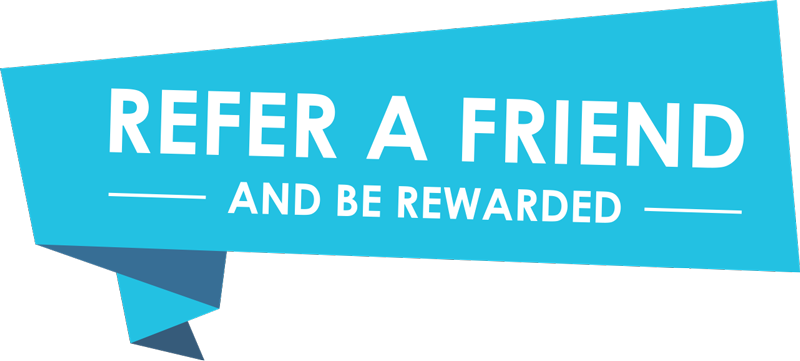 REFER A FRIEND
AND BE REWARDED